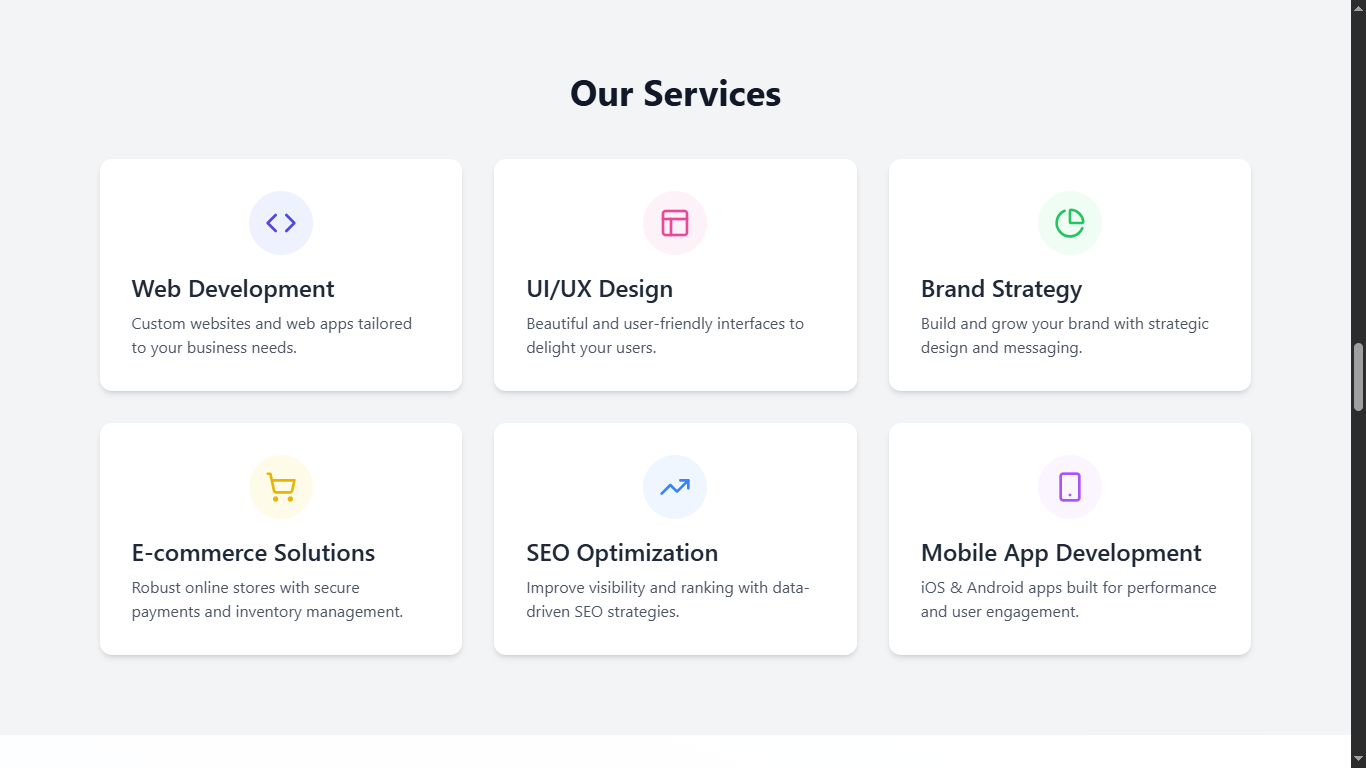 Our Services
Web Development
Custom websites and web apps tailored
to your business needs.
UI/UX Design
Beautiful and user-friendly interfaces to
delight your users.
Brand Strategy
Build and grow your brand with strategic
design and messaging.
E-commerce Solutions
Robust online stores with secure
payments and inventory management.
SEO Optimization
Improve visibility and ranking with data-
driven SEO strategies.
Mobile App Development
iOS & Android apps built for performance
and user engagement.